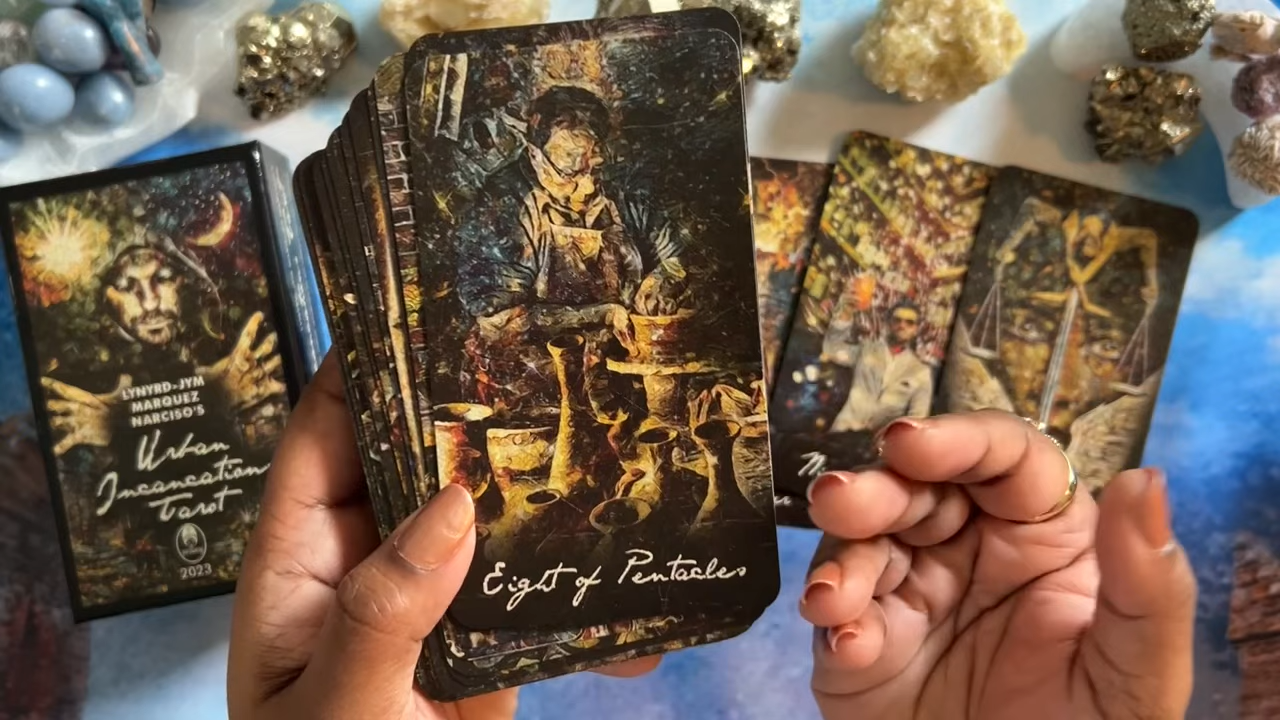 LYNYRD-JYM
MARQUEZ
NARCISO'S
Urban
Incancation
Tarot
2023
Eight of Pentacles